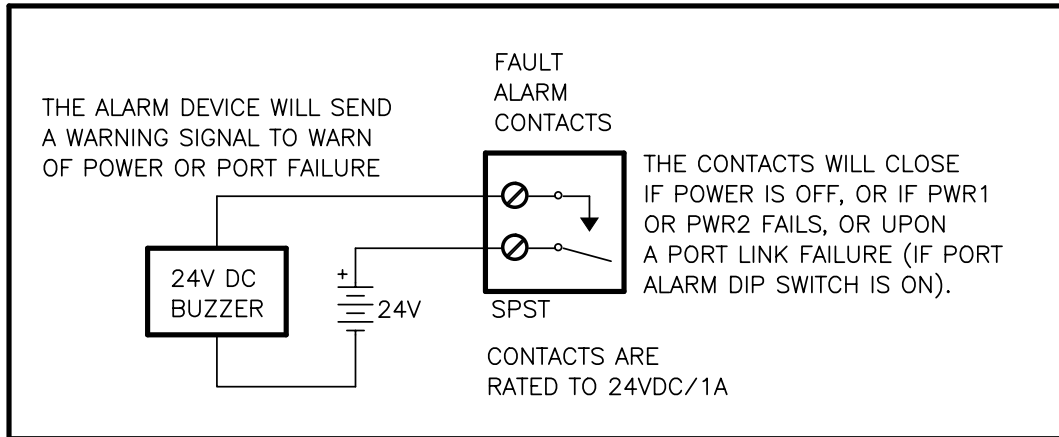 FAULT
ALARM
CONTACTS
THE ALARM DEVICE WILL SEND
A WARNING SIGNAL TO WARN
OF POWER OR PORT FAILURE
THE CONTACTS WILL CLOSE
IF POWER IS OFF, OR IF PWR1
OR PWR2 FAILS, OR UPON
A PORT LINK FAILURE (IF PORT
ALARM DIP SWITCH IS ON).
24V DC
BUZZER
+
24V
SPST
CONTACTS ARE
RATED TO 24VDC/1A